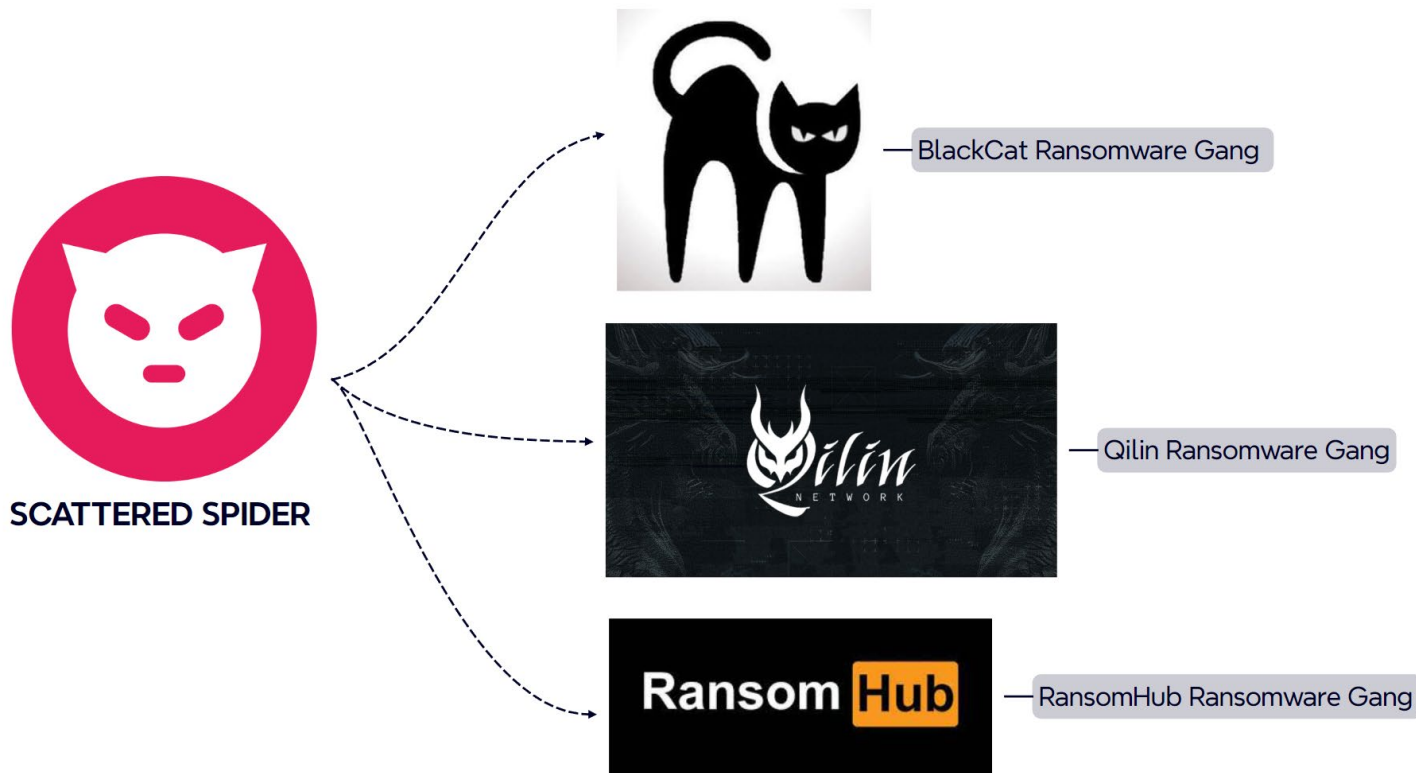 SCATTERED SPIDER
BlackCat Ransomware Gang
Qilin
NETWORK
Qilin Ransomware Gang
Ransom Hub
RansomHub Ransomware Gang